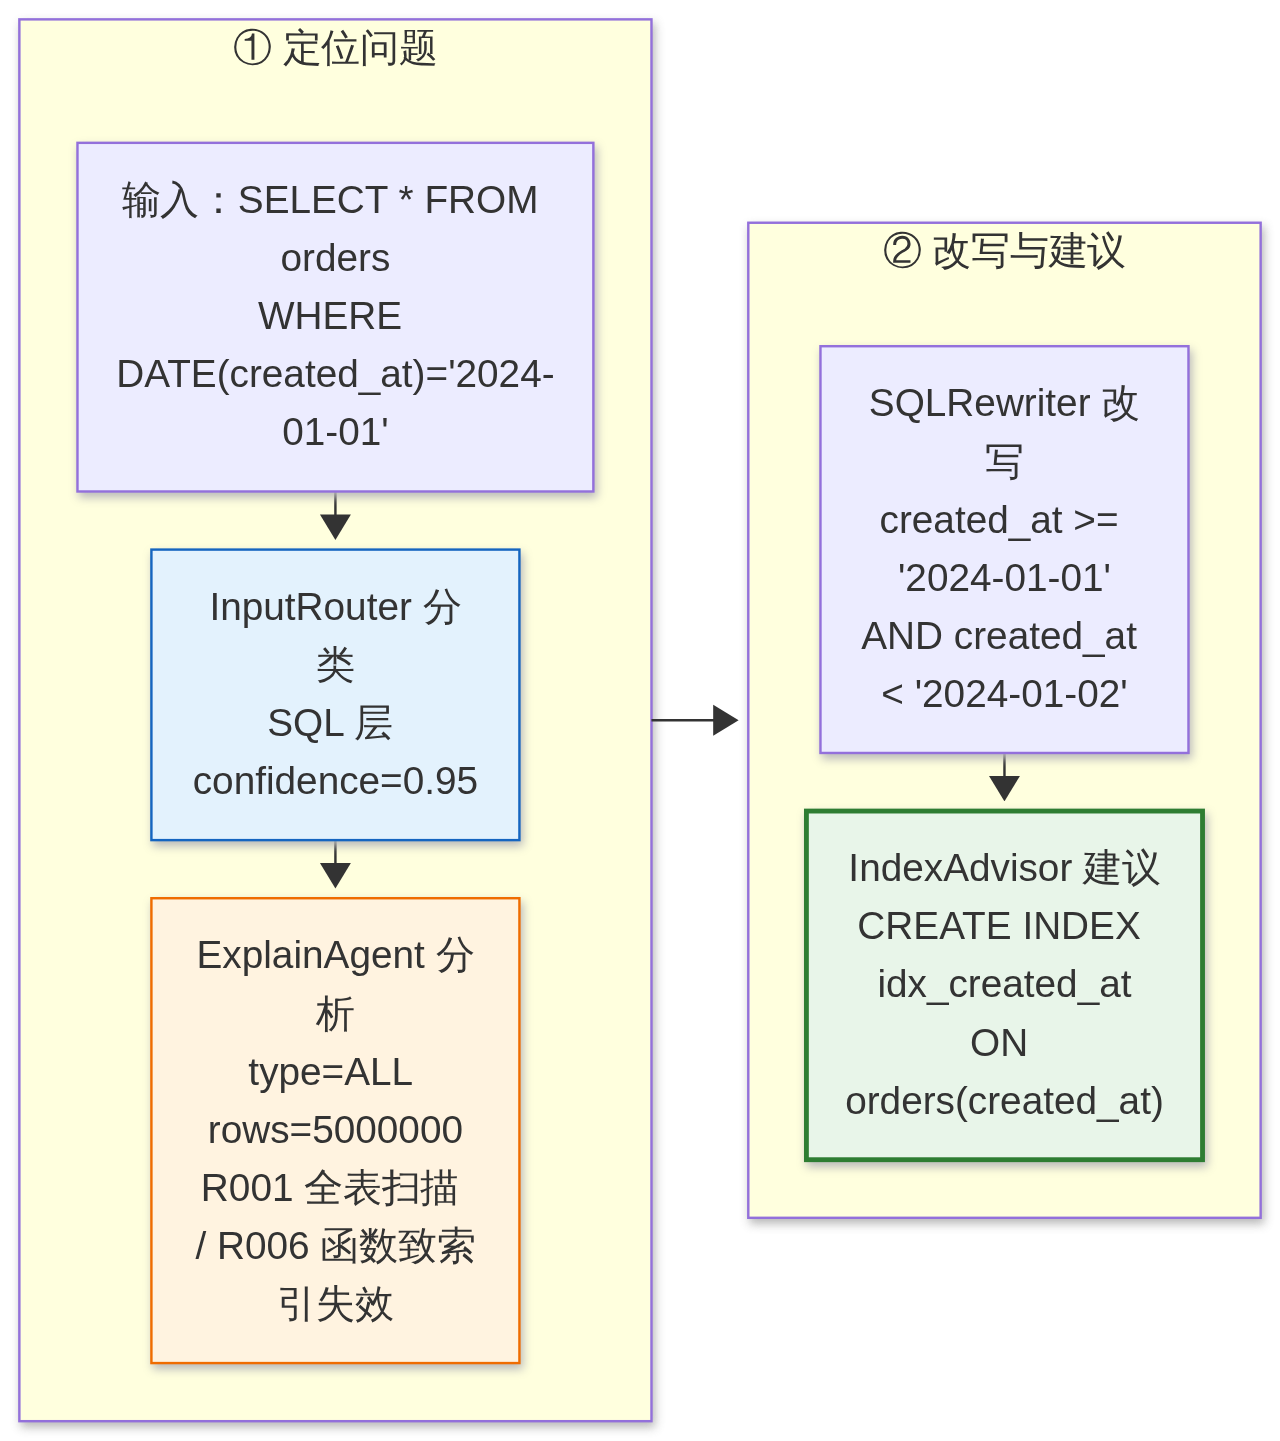 ① 定位问题
输入：SELECT * FROM
orders
WHERE
DATE(created_at)='2024-
01-01'
InputRouter 分
类
SQL 层
confidence=0.95
ExplainAgent 分
析
type=ALL
rows=5000000
R001 全表扫描
/ R006 函数致索
引失效
② 改写与建议
SQLRewriter 改
写
created_at >=
'2024-01-01'
AND created_at
< '2024-01-02'
IndexAdvisor 建议
CREATE INDEX
idx_created_at
ON
orders(created_at)